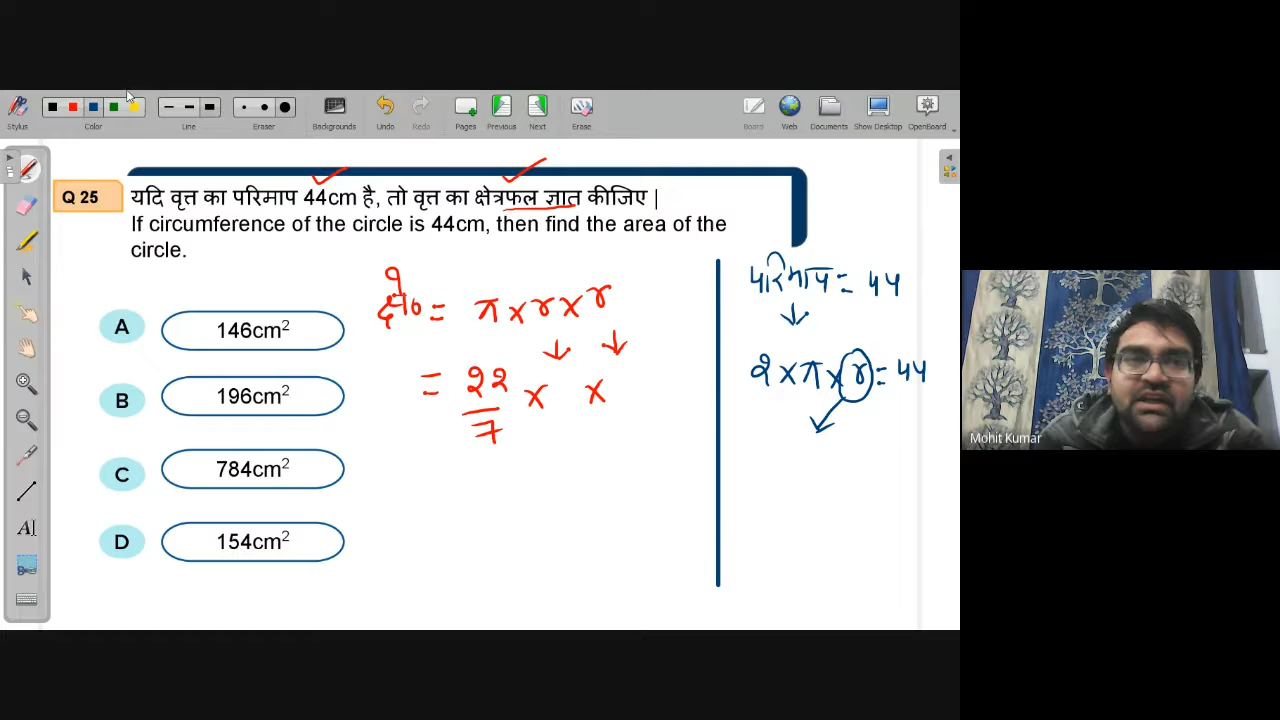 Stylus
Color
Line
Eraser
Backgrounds
Undo
Redo
Pages
Previous
Next
Erase
Board
Web
Documents
Show Desktop
OpenBoard
Q 25
यदि वृत्त का परिमाप 44cm है, तो वृत्त का क्षेत्रफल ज्ञात कीजिए |
If circumference of the circle is 44cm, then find the area of the
circle.
A 146cm²
B 196cm²
C 784cm²
D 154cm²
क्षे० = π × r × r
= 22/7 × ×
परिमाप = 44
2 × π × r = 44
Mohit Kumar